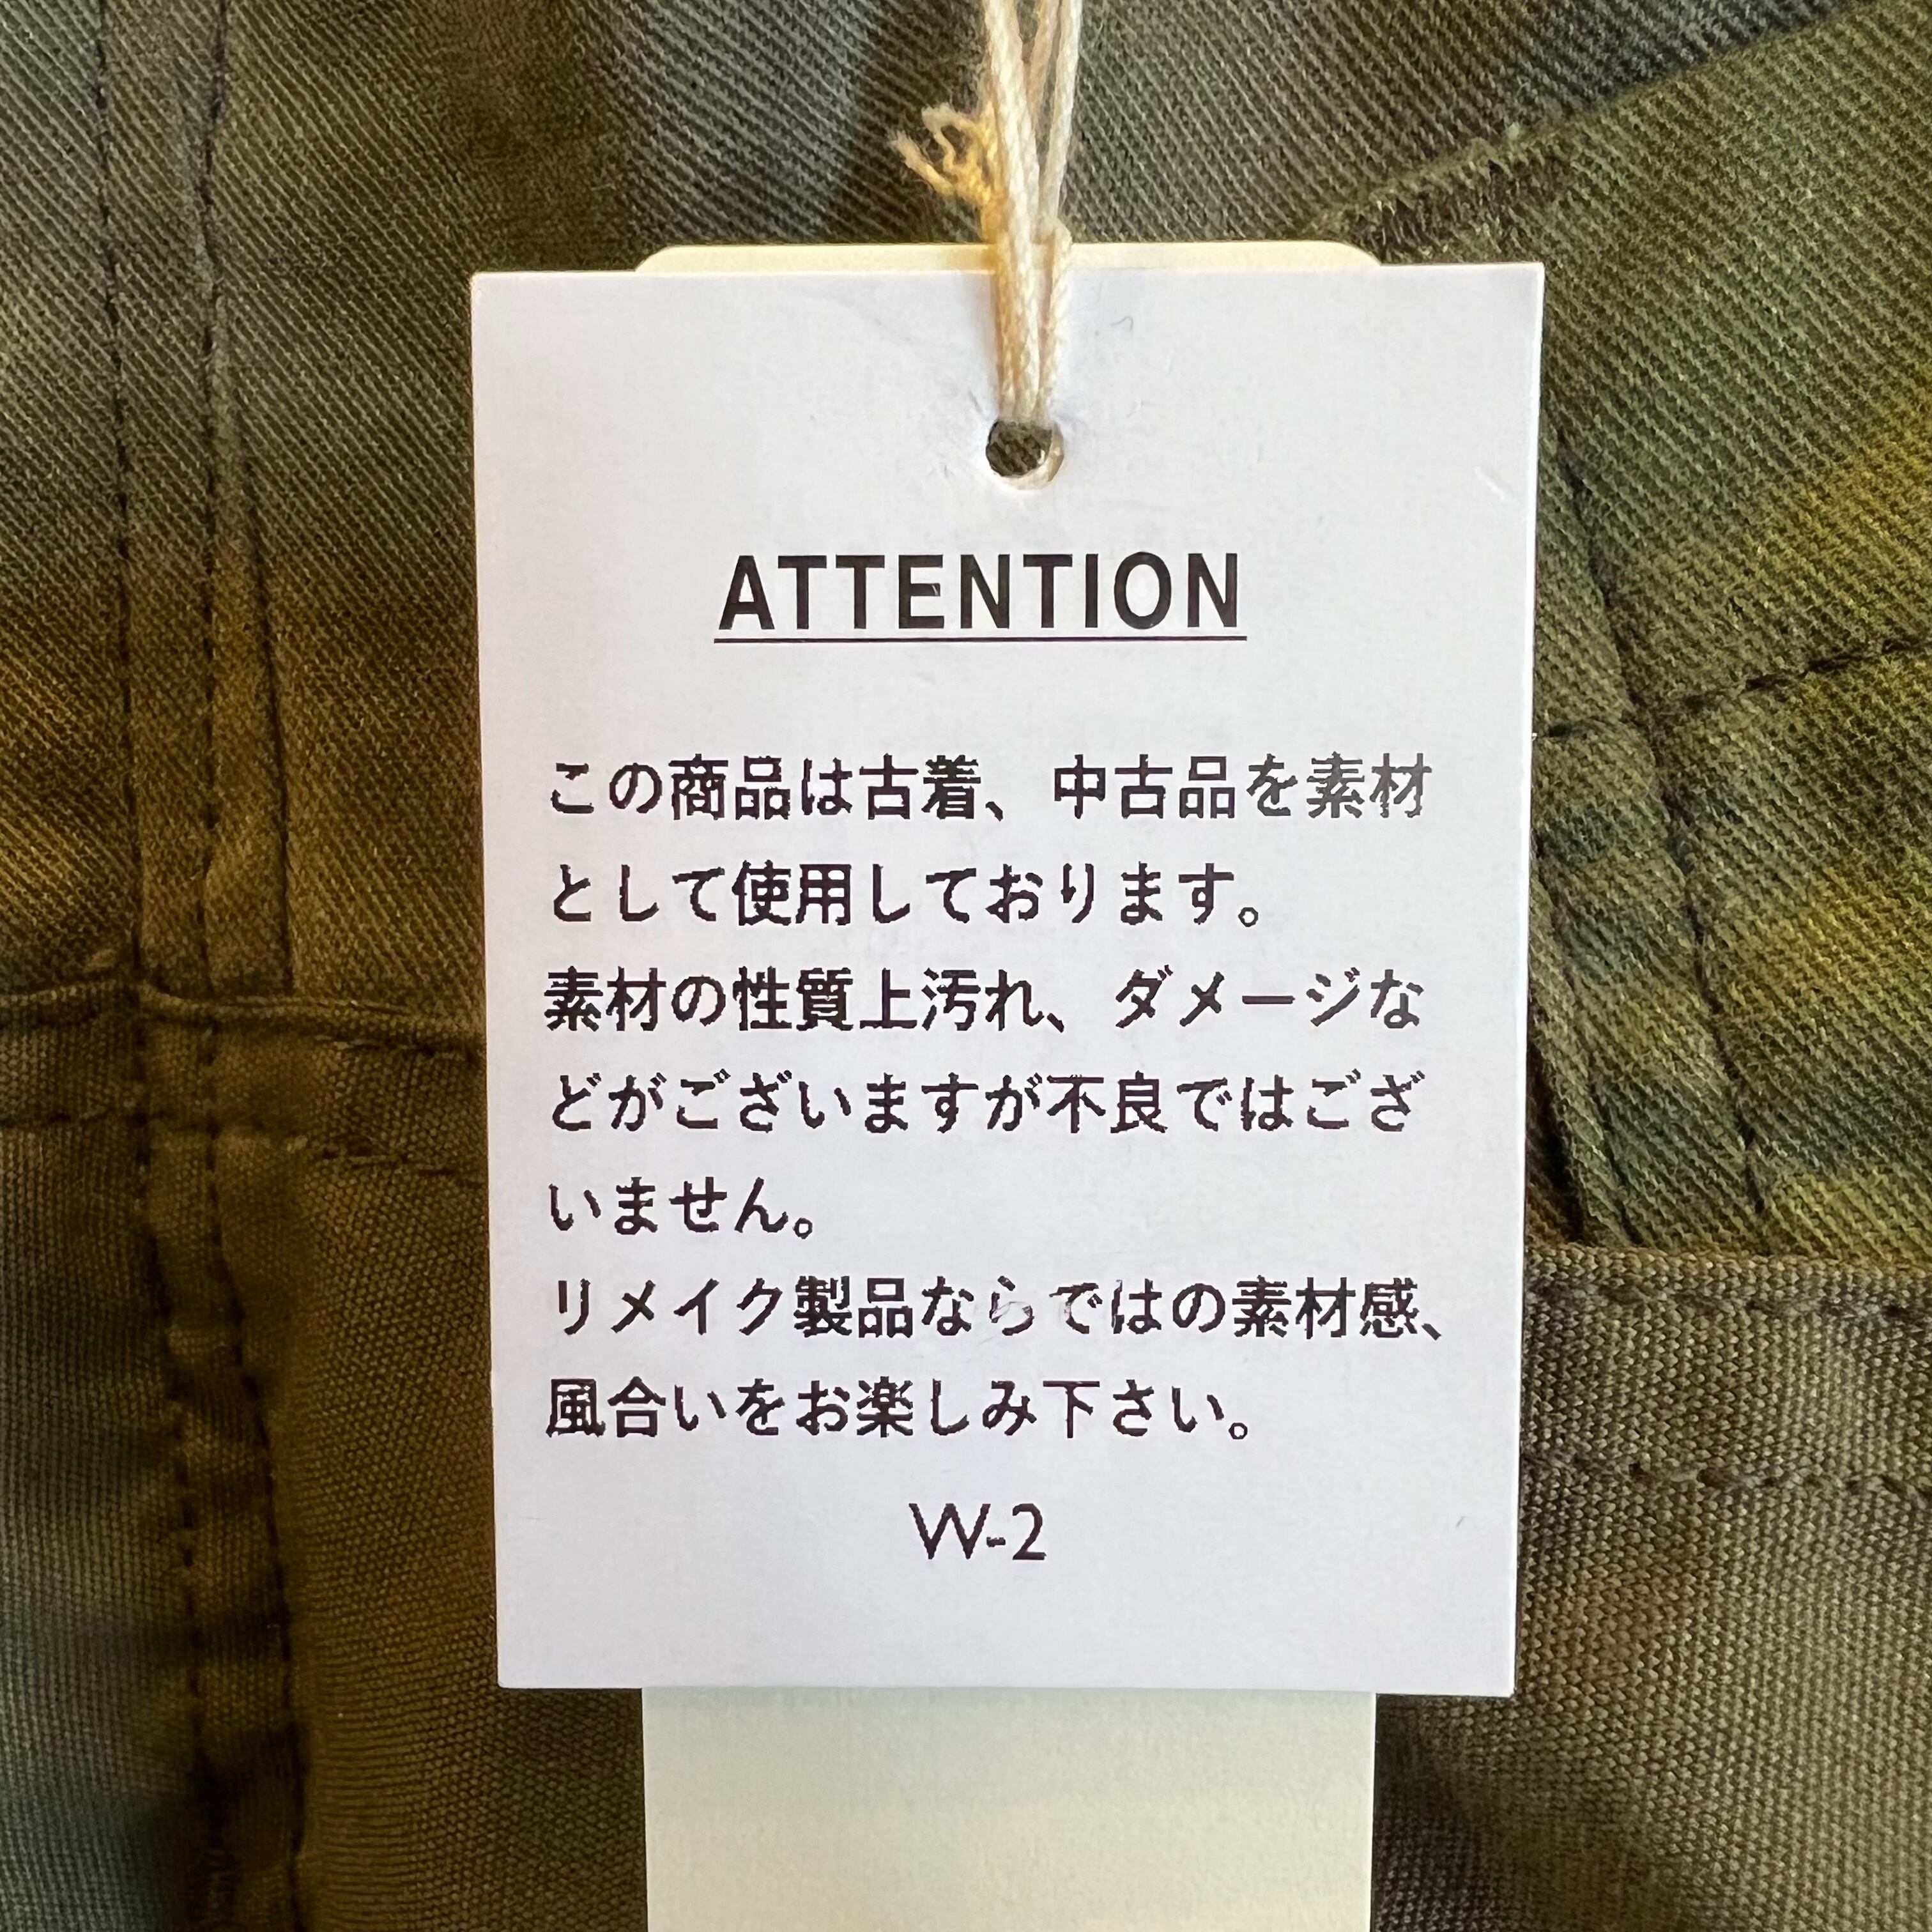 ATTENTION
この商品は古着、中古品を素材
として使用しております。
素材の性質上汚れ、ダメージな
どがございますが不良ではござ
いません。
リメイク製品ならではの素材感、
風合いをお楽しみ下さい。
W-2